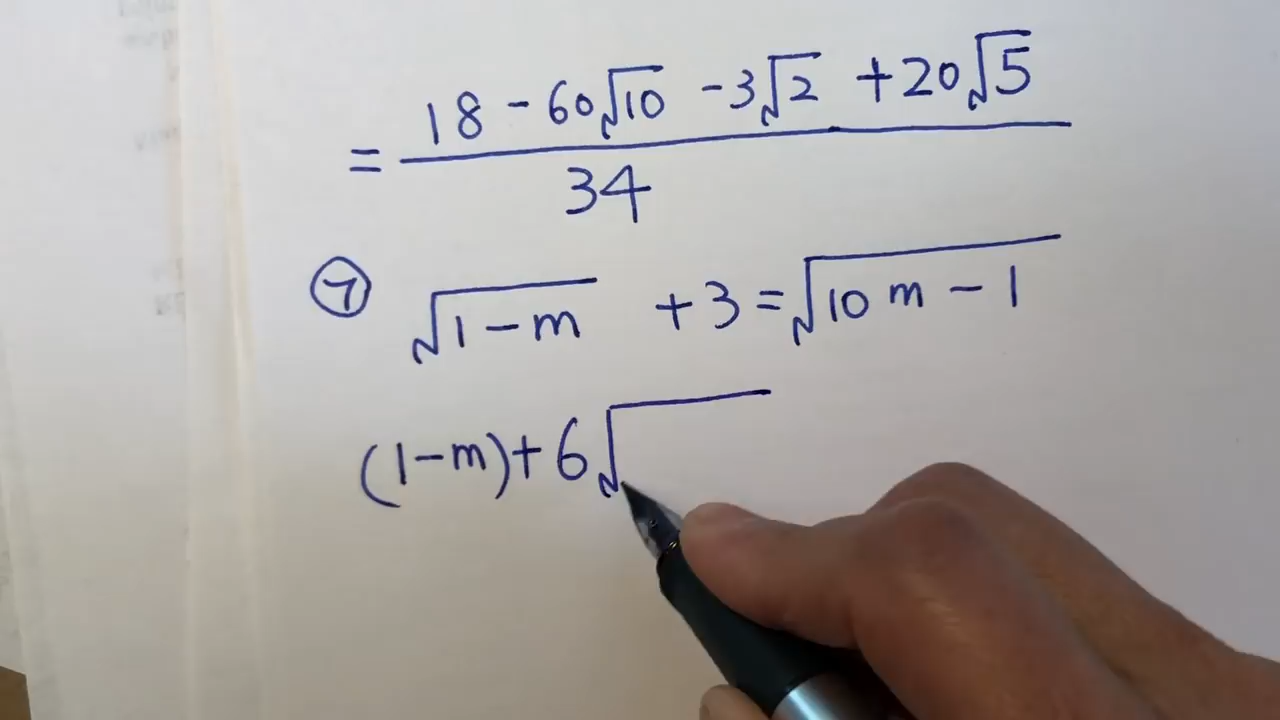 = (18 - 60√10 - 3√2 + 20√5) / 34
⑦ √(1 - m) + 3 = √(10m - 1)
(1-m) + 6√